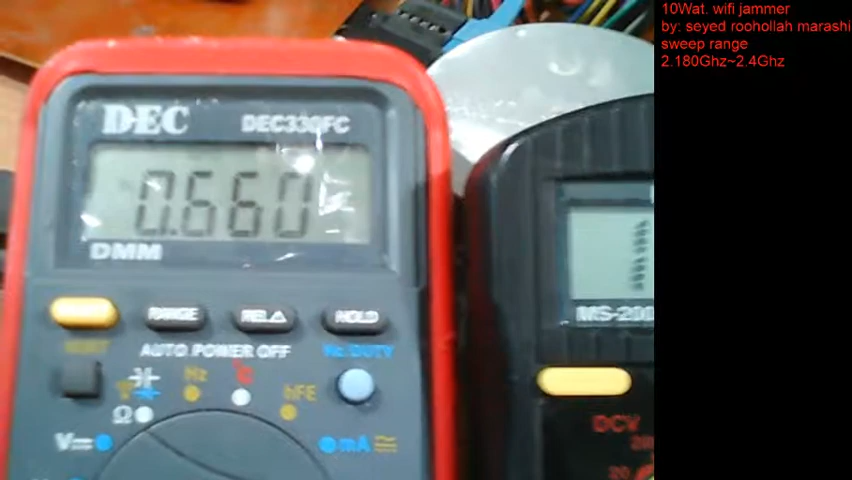 10Wat. wifi jammer
by: seyed roohollah marashi
sweep range
2.180Ghz~2.4Ghz
DEC
DEC330FC
0.660
DMM
RANGE
REL△
HOLD
AUTO POWER OFF
Hz/DUTY
Hz
°C
hFE
Ω
V
mA
MS-200
DCV
20